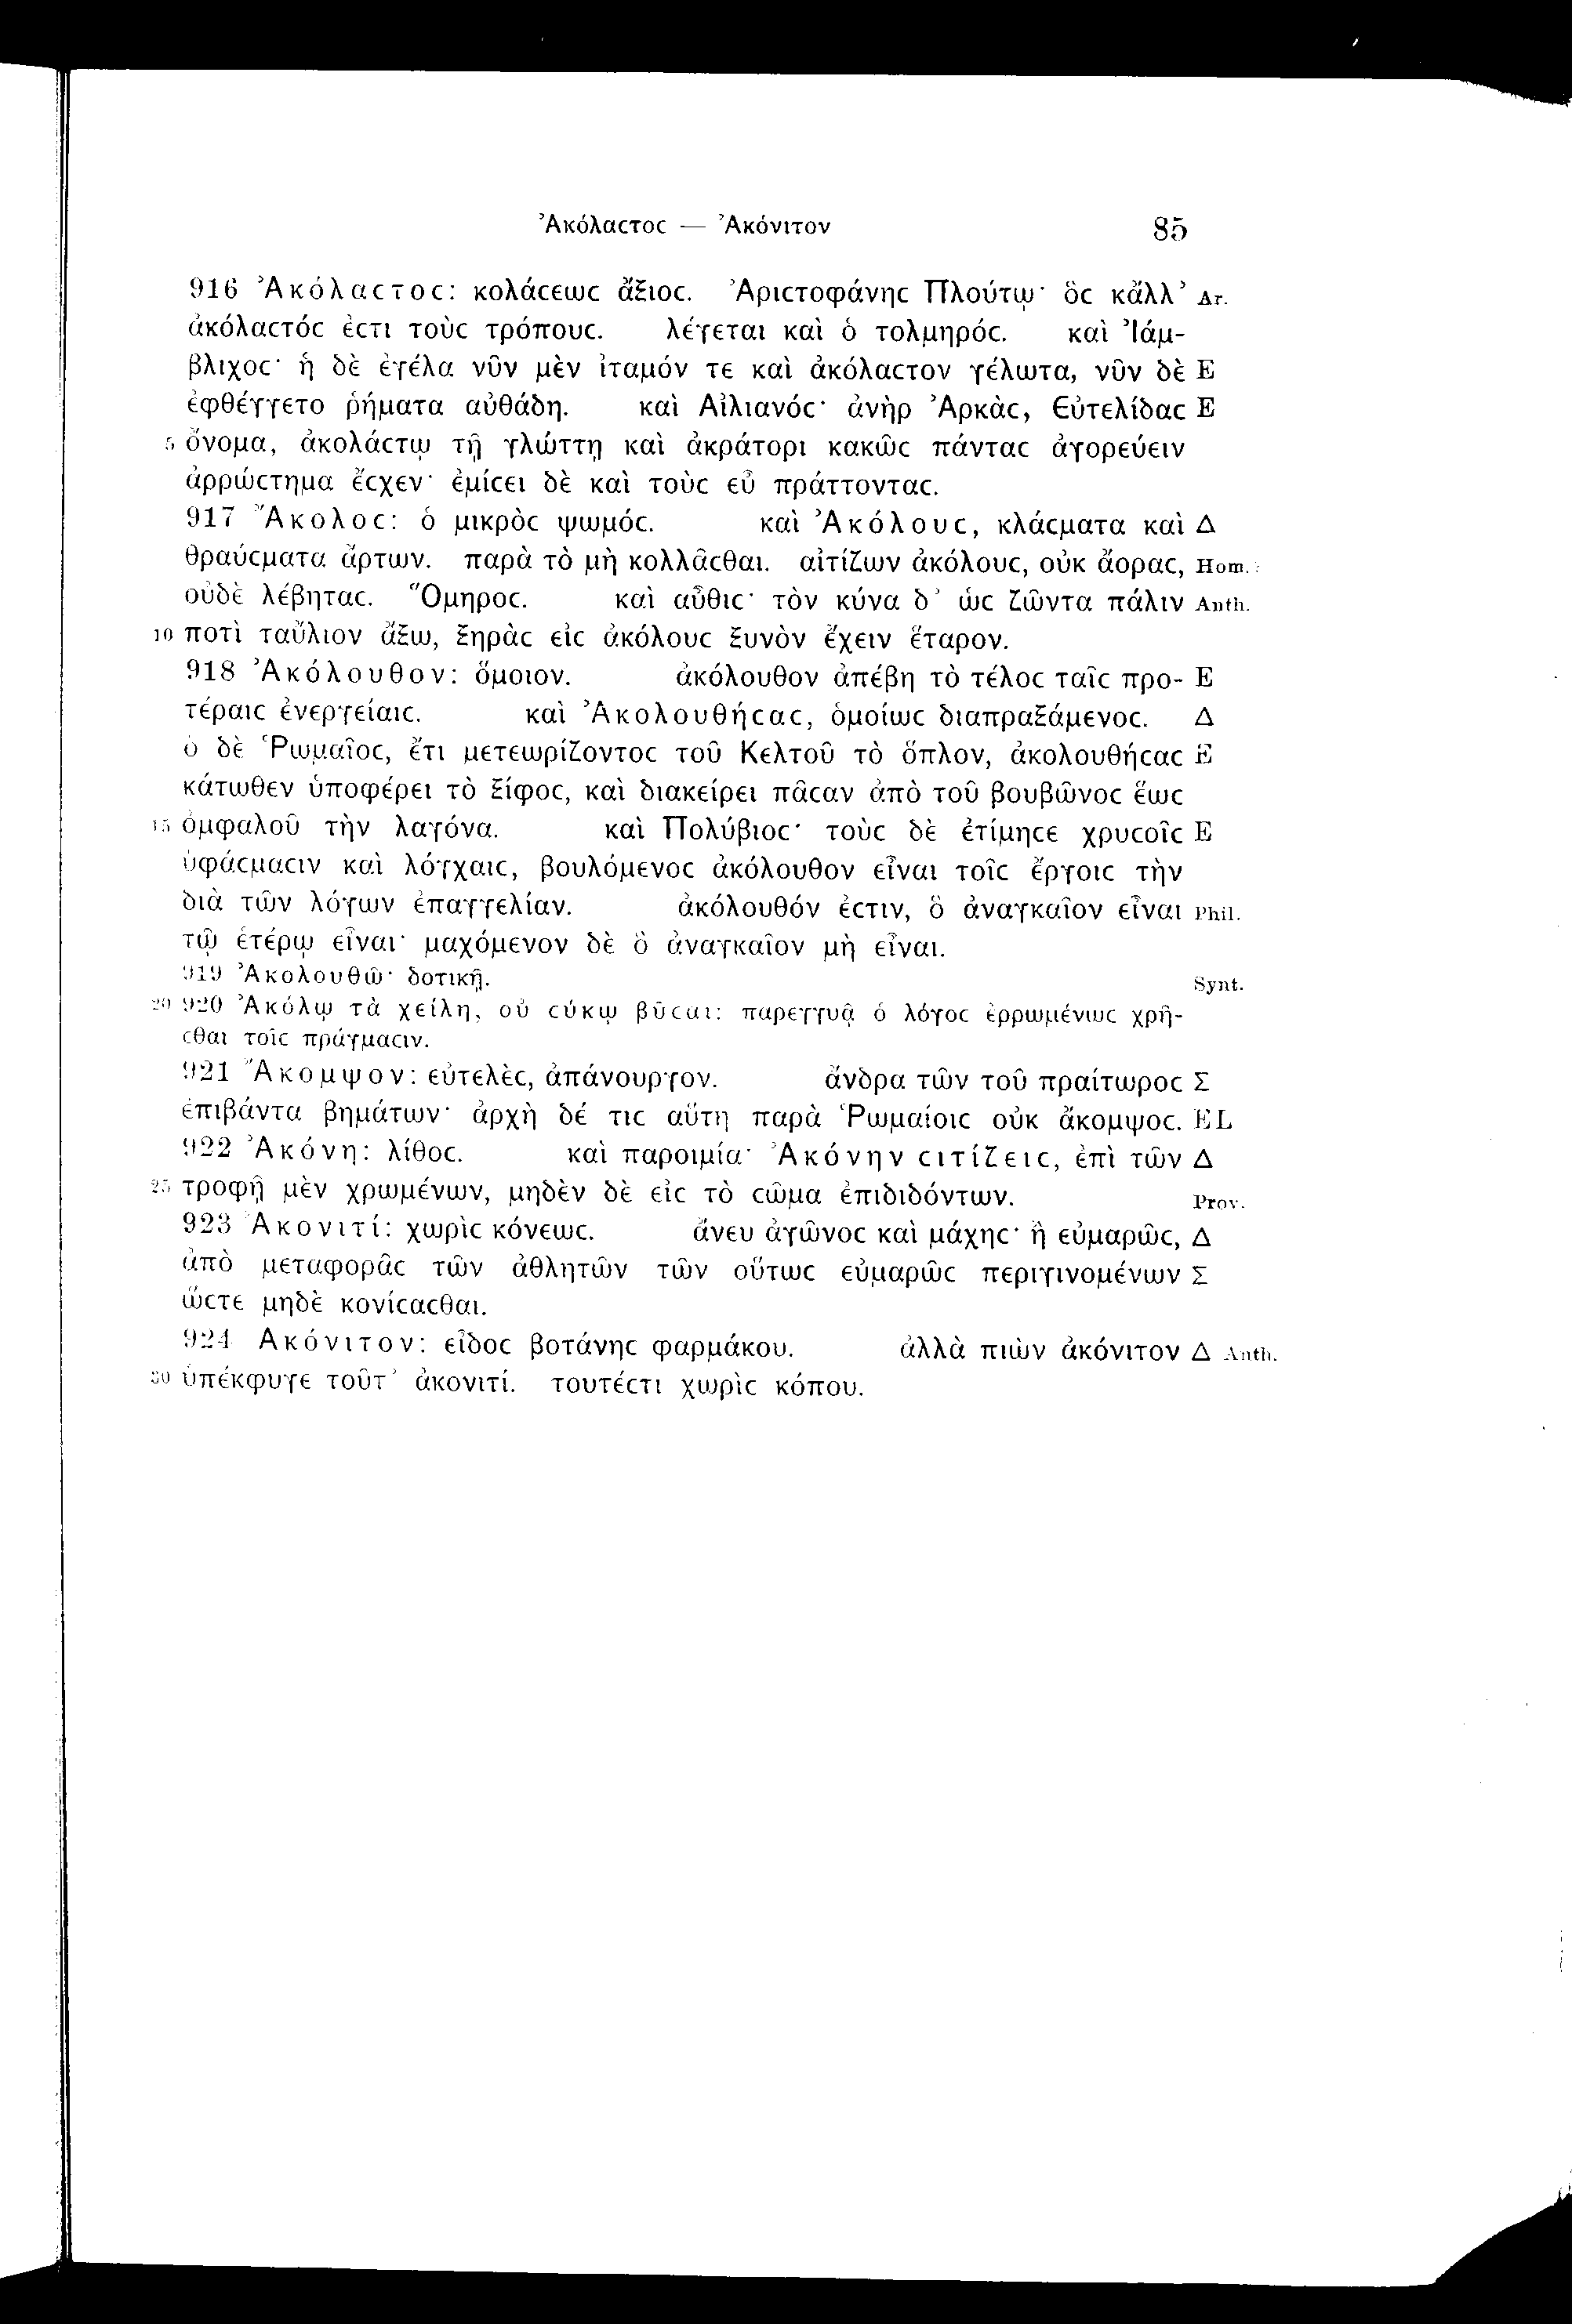 Ἀκόλαϲτοϲ — Ἀκόνιτον 85
916 Ἀκόλαϲτοϲ: κολάϲεωϲ ἄξιοϲ. Ἀριϲτοφάνηϲ Πλούτῳ· ὃϲ κἄλλ’ Ar.
ἀκόλαϲτόϲ ἐϲτι τοὺϲ τρόπουϲ. λέγεται καὶ ὁ τολμηρόϲ. καὶ Ἰάμ-
βλιχοϲ· ἡ δὲ ἐγέλα νῦν μὲν ἰταμόν τε καὶ ἀκόλαϲτον γέλωτα, νῦν δὲ E
ἐφθέγγετο ῥήματα αὐθάδη. καὶ Αἰλιανόϲ· ἀνὴρ Ἀρκὰϲ, Εὐτελίδαϲ E
5 ὄνομα, ἀκολάϲτῳ τῇ γλώττῃ καὶ ἀκράτορι κακῶϲ πάνταϲ ἀγορεύειν
ἀρρώϲτημα ἔϲχεν· ἐμίϲει δὲ καὶ τοὺϲ εὖ πράττονταϲ.
917 Ἄκολοϲ: ὁ μικρὸϲ ψωμόϲ. καὶ Ἀκόλουϲ, κλάϲματα καὶ Δ
θραύϲματα ἄρτων. παρὰ τὸ μὴ κολλᾶϲθαι. αἰτίζων ἀκόλουϲ, οὐκ ἄοραϲ, Hom.:
οὐδὲ λέβηταϲ. Ὅμηροϲ. καὶ αὖθιϲ· τὸν κύνα δ’ ὡϲ ζῶντα πάλιν Anth.
10 ποτὶ ταὔλιον ἄξω, ξηρὰϲ εἰϲ ἀκόλουϲ ξυνὸν ἔχειν ἕταρον.
918 Ἀκόλουθον: ὅμοιον. ἀκόλουθον ἀπέβη τὸ τέλοϲ ταῖϲ προ- E
τέραιϲ ἐνεργείαιϲ. καὶ Ἀκολουθήϲαϲ, ὁμοίωϲ διαπραξάμενοϲ. Δ
ὁ δὲ Ῥωμαῖοϲ, ἔτι μετεωρίζοντοϲ τοῦ Κελτοῦ τὸ ὅπλον, ἀκολουθήϲαϲ E
κάτωθεν ὑποφέρει τὸ ξίφοϲ, καὶ διακείρει πᾶϲαν ἀπὸ τοῦ βουβῶνοϲ ἕωϲ
15 ὀμφαλοῦ τὴν λαγόνα. καὶ Πολύβιοϲ· τοὺϲ δὲ ἐτίμηϲε χρυϲοῖϲ E
ὑφάϲμαϲιν καὶ λόγχαιϲ, βουλόμενοϲ ἀκόλουθον εἶναι τοῖϲ ἔργοιϲ τὴν
διὰ τῶν λόγων ἐπαγγελίαν. ἀκόλουθόν ἐϲτιν, ὃ ἀναγκαῖον εἶναι Phil.
τῷ ἑτέρῳ εἶναι· μαχόμενον δὲ ὃ ἀναγκαῖον μὴ εἶναι.
919 Ἀκολουθῶ· δοτικῇ. Synt.
20 920 Ἀκόλῳ τὰ χείλη, οὐ ϲύκῳ βῦϲαι: παρεγγυᾷ ὁ λόγοϲ ἐρρωμένωϲ χρῆ-
ϲθαι τοῖϲ πράγμαϲιν.
921 Ἄκομψον: εὐτελὲϲ, ἀπάνουργον. ἄνδρα τῶν τοῦ πραίτωροϲ Σ
ἐπιβάντα βημάτων· ἀρχὴ δέ τιϲ αὕτη παρὰ Ῥωμαίοιϲ οὐκ ἄκομψοϲ. EL
922 Ἀκόνη: λίθοϲ. καὶ παροιμία· Ἀκόνην ϲιτίζειϲ, ἐπὶ τῶν Δ
25 τροφῇ μὲν χρωμένων, μηδὲν δὲ εἰϲ τὸ ϲῶμα ἐπιδιδόντων. Prov.
923 Ἀκονιτί: χωρὶϲ κόνεωϲ. ἄνευ ἀγῶνοϲ καὶ μάχηϲ· ἢ εὐμαρῶϲ, Δ
ἀπὸ μεταφορᾶϲ τῶν ἀθλητῶν τῶν οὕτωϲ εὐμαρῶϲ περιγινομένων Σ
ὥϲτε μηδὲ κονίϲαϲθαι.
924 Ἀκόνιτον: εἶδοϲ βοτάνηϲ φαρμάκου. ἀλλὰ πιὼν ἀκόνιτον Δ Anth.
30 ὑπέκφυγε τοῦτ’ ἀκονιτί. τουτέϲτι χωρὶϲ κόπου.